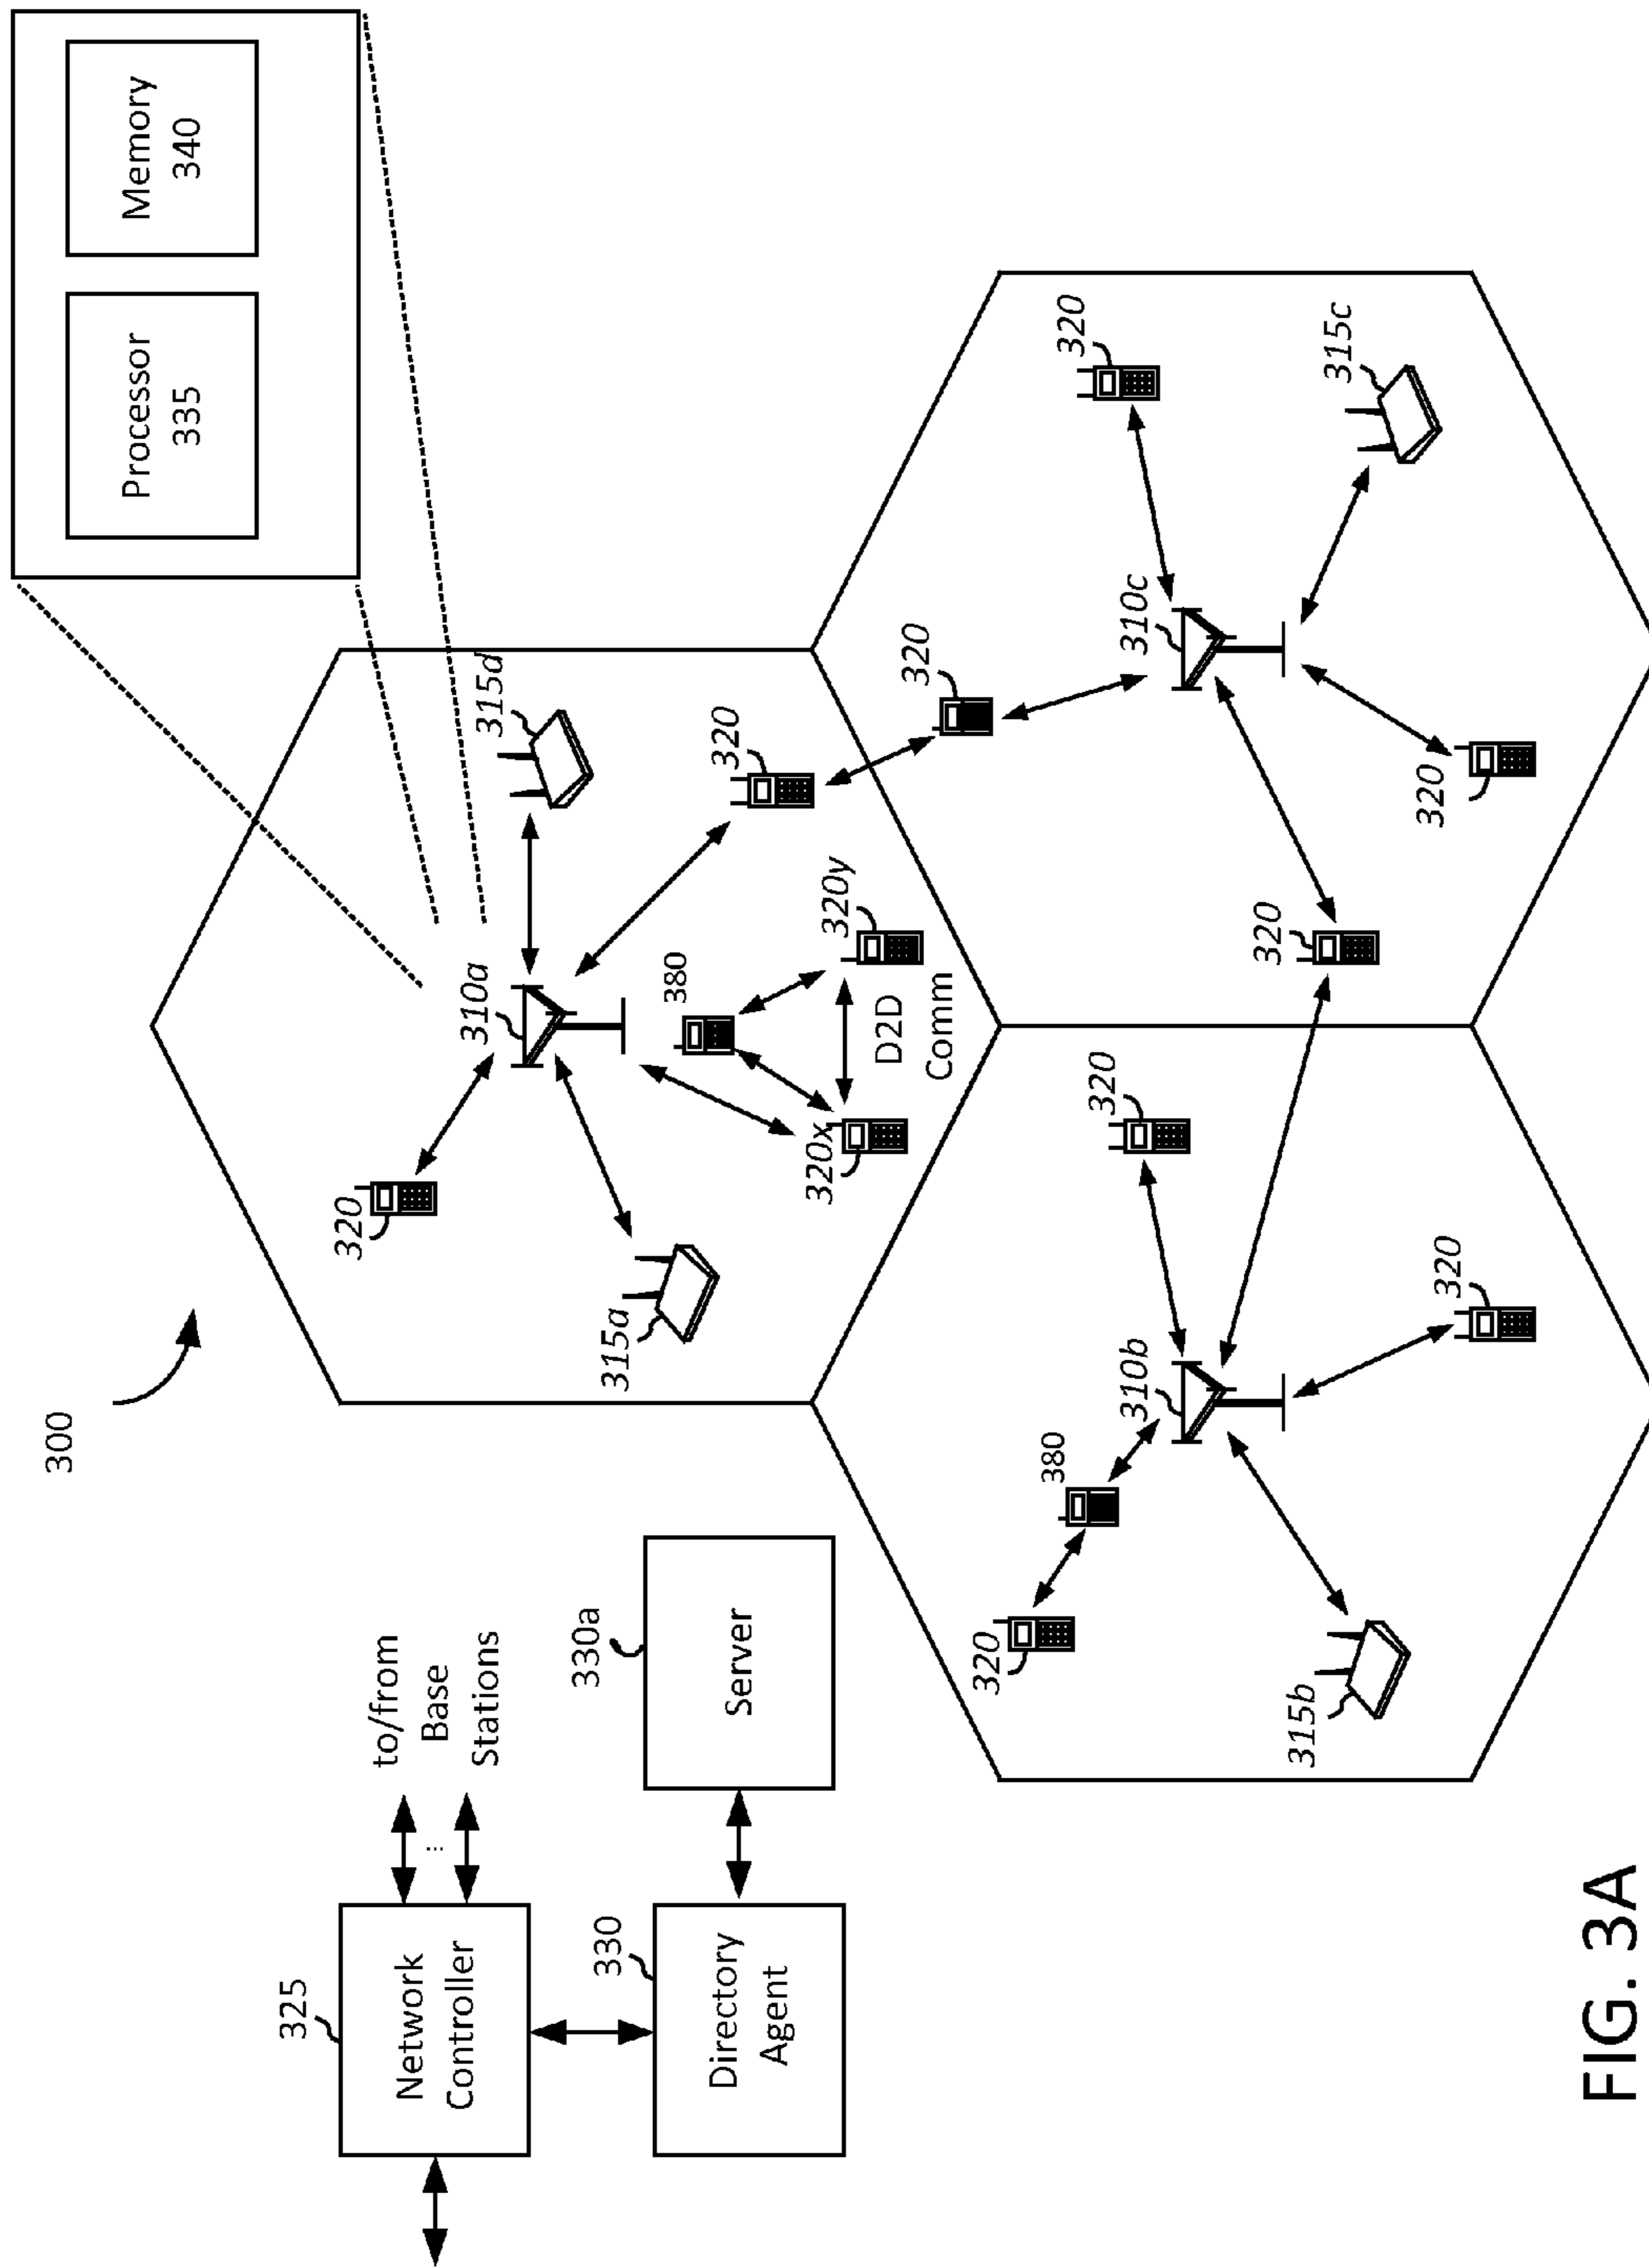 300
Processor
335
Memory
340
325
Network
Controller
to/from
Base
Stations
...
330
Directory
Agent
330a
Server
310a
320
315a
315d
320
380
320x
320y
D2D
Comm
320
310b
380
320
320
315b
320
320
310c
320
315c
320
FIG. 3A